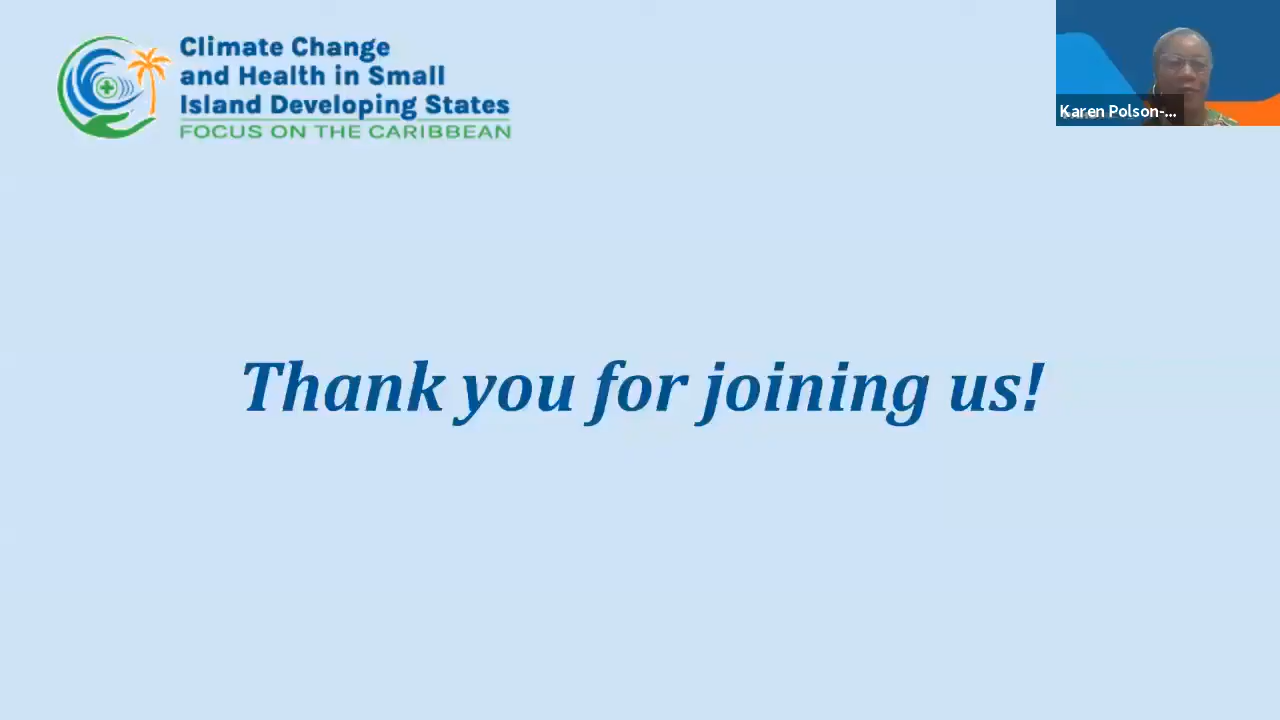 Climate Change
and Health in Small
Island Developing States
FOCUS ON THE CARIBBEAN
Karen Polson-...
Thank you for joining us!